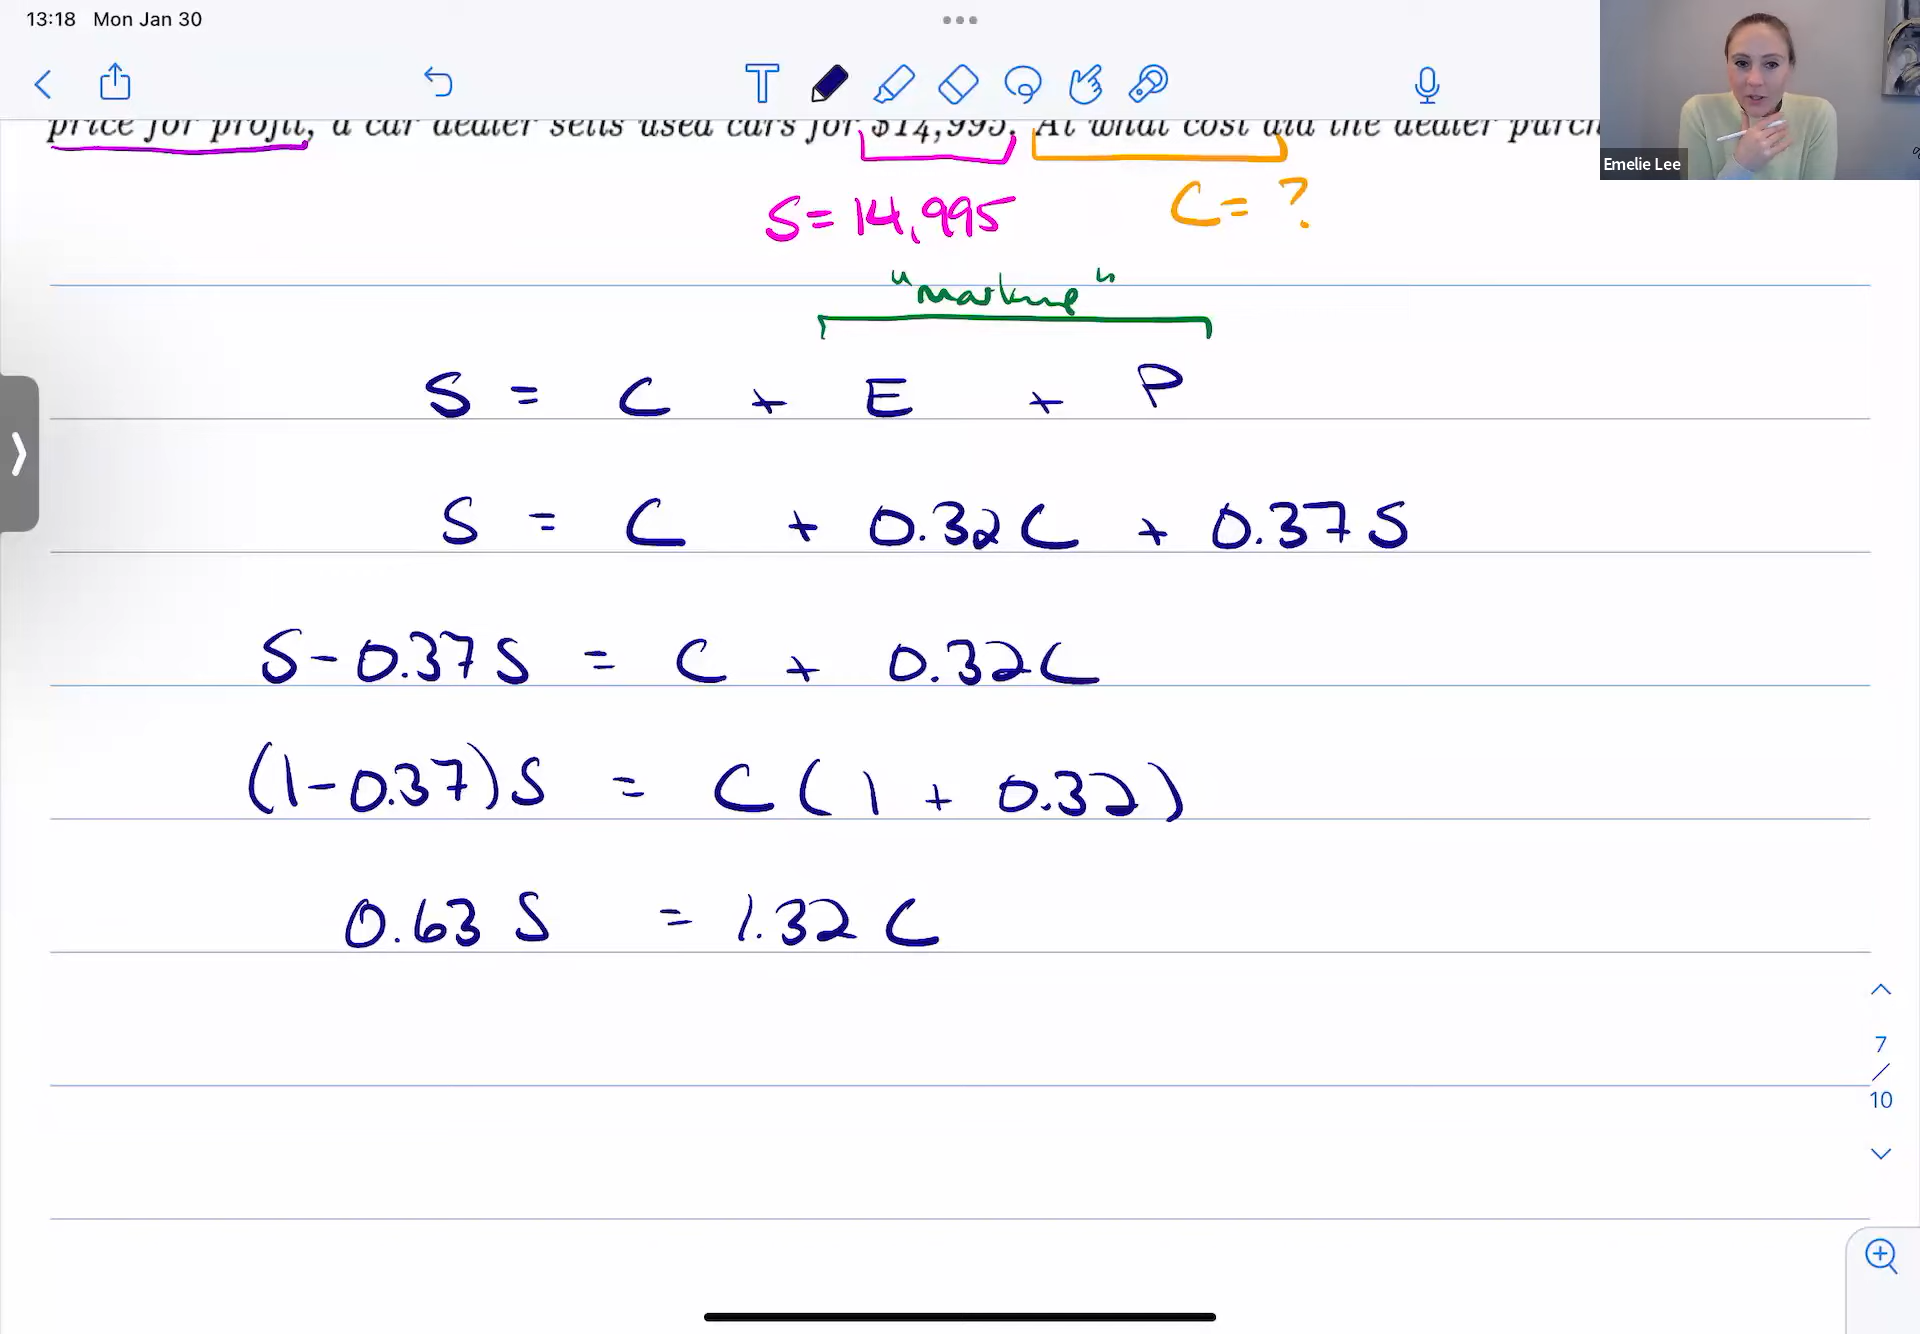 13:18 Mon Jan 30
price for profit, a car dealer sells used cars for $14,995. At what cost did the dealer purch
Emelie Lee
S = 14,995
C = ?
"markup"
S = C + E + P
S = C + 0.32C + 0.37S
S - 0.37S = C + 0.32C
(1 - 0.37)S = C(1 + 0.32)
0.63 S = 1.32 C
7
/
10